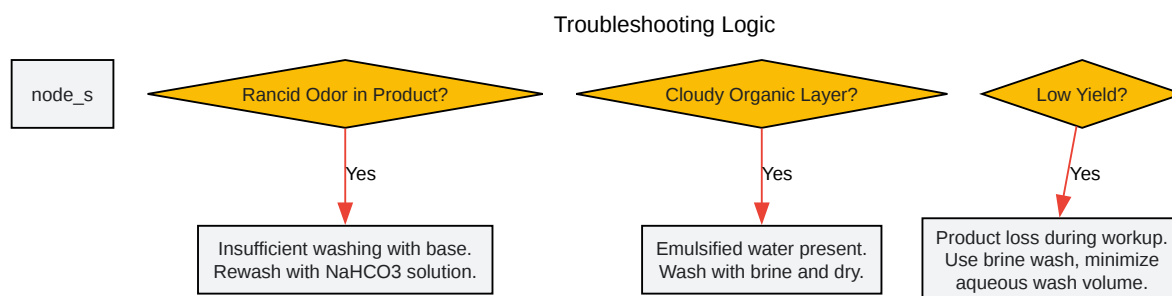 Troubleshooting Logic
node_s
Rancid Odor in Product?
Cloudy Organic Layer?
Low Yield?
Yes
Yes
Yes
Insufficient washing with base.
Rewash with NaHCO3 solution.
Emulsified water present.
Wash with brine and dry.
Product loss during workup.
Use brine wash, minimize
aqueous wash volume.